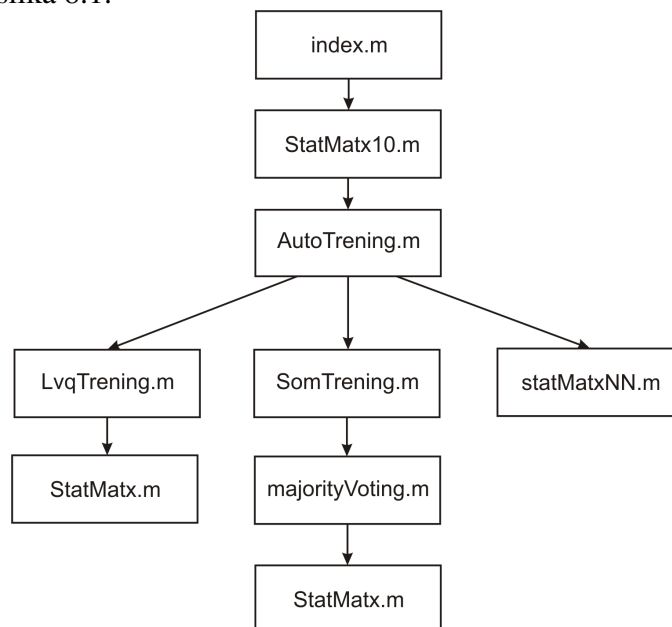 index.m
StatMatx10.m
AutoTrening.m
LvqTrening.m
SomTrening.m
statMatxNN.m
StatMatx.m
majorityVoting.m
StatMatx.m